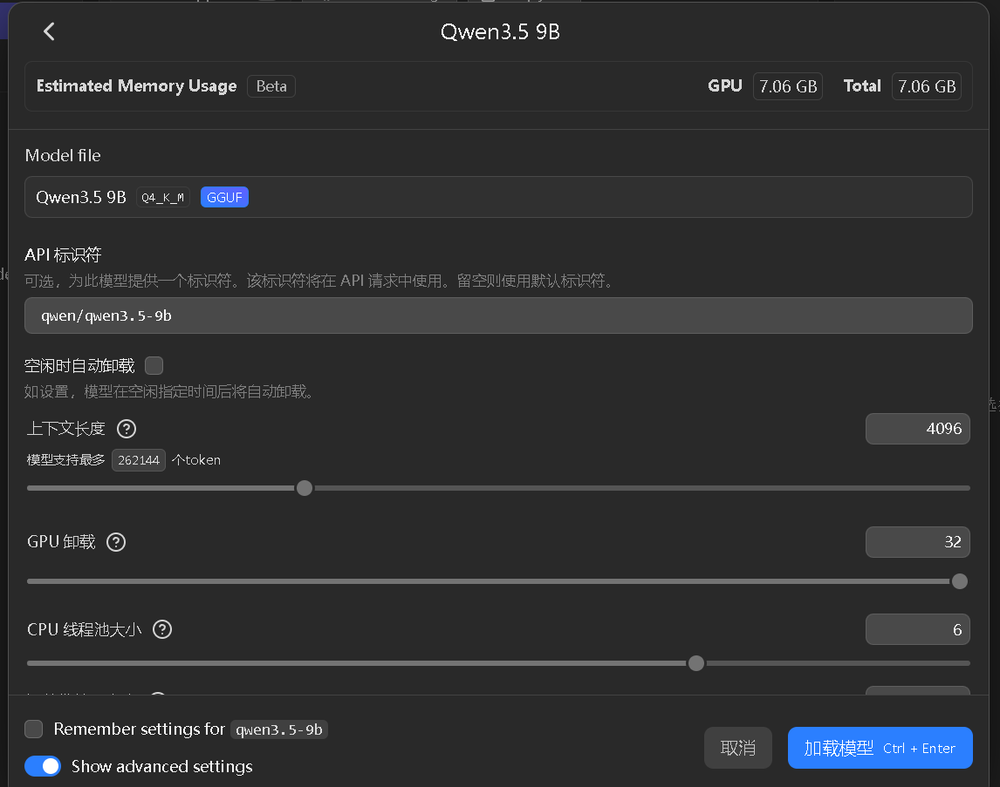 Qwen3.5 9B
Estimated Memory Usage Beta GPU 7.06 GB Total 7.06 GB
Model file
Qwen3.5 9B Q4_K_M GGUF
API 标识符
可选，为此模型提供一个标识符。该标识符将在 API 请求中使用。留空则使用默认标识符。
qwen/qwen3.5-9b
空闲时自动卸载
如设置，模型在空闲指定时间后将自动卸载。
上下文长度 ? 4096
模型支持最多 262144 个token
GPU 卸载 ? 32
CPU 线程池大小 ? 6
Remember settings for qwen3.5-9b
取消 加载模型 Ctrl + Enter
Show advanced settings